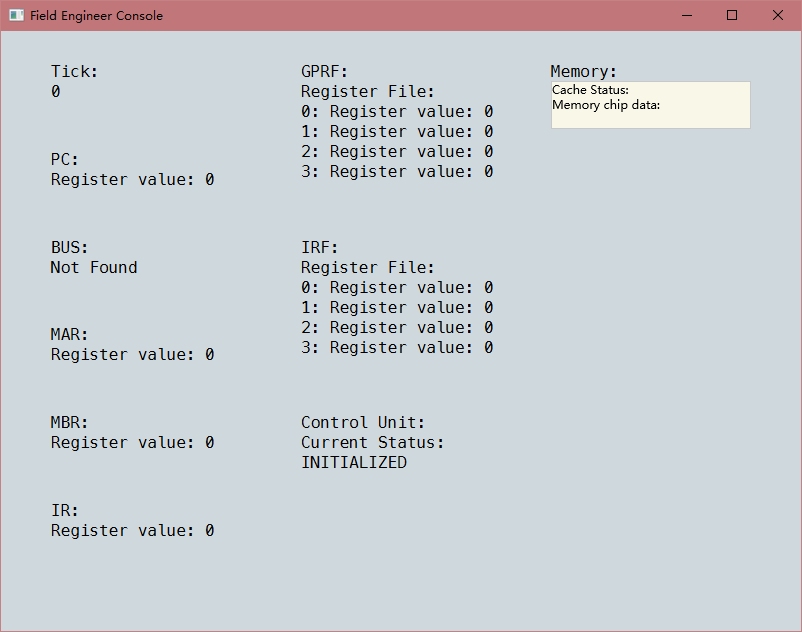 Field Engineer Console
Tick:
0
PC:
Register value: 0
BUS:
Not Found
MAR:
Register value: 0
MBR:
Register value: 0
IR:
Register value: 0
GPRF:
Register File:
0: Register value: 0
1: Register value: 0
2: Register value: 0
3: Register value: 0
IRF:
Register File:
0: Register value: 0
1: Register value: 0
2: Register value: 0
3: Register value: 0
Control Unit:
Current Status:
INITIALIZED
Memory:
Cache Status:
Memory chip data: